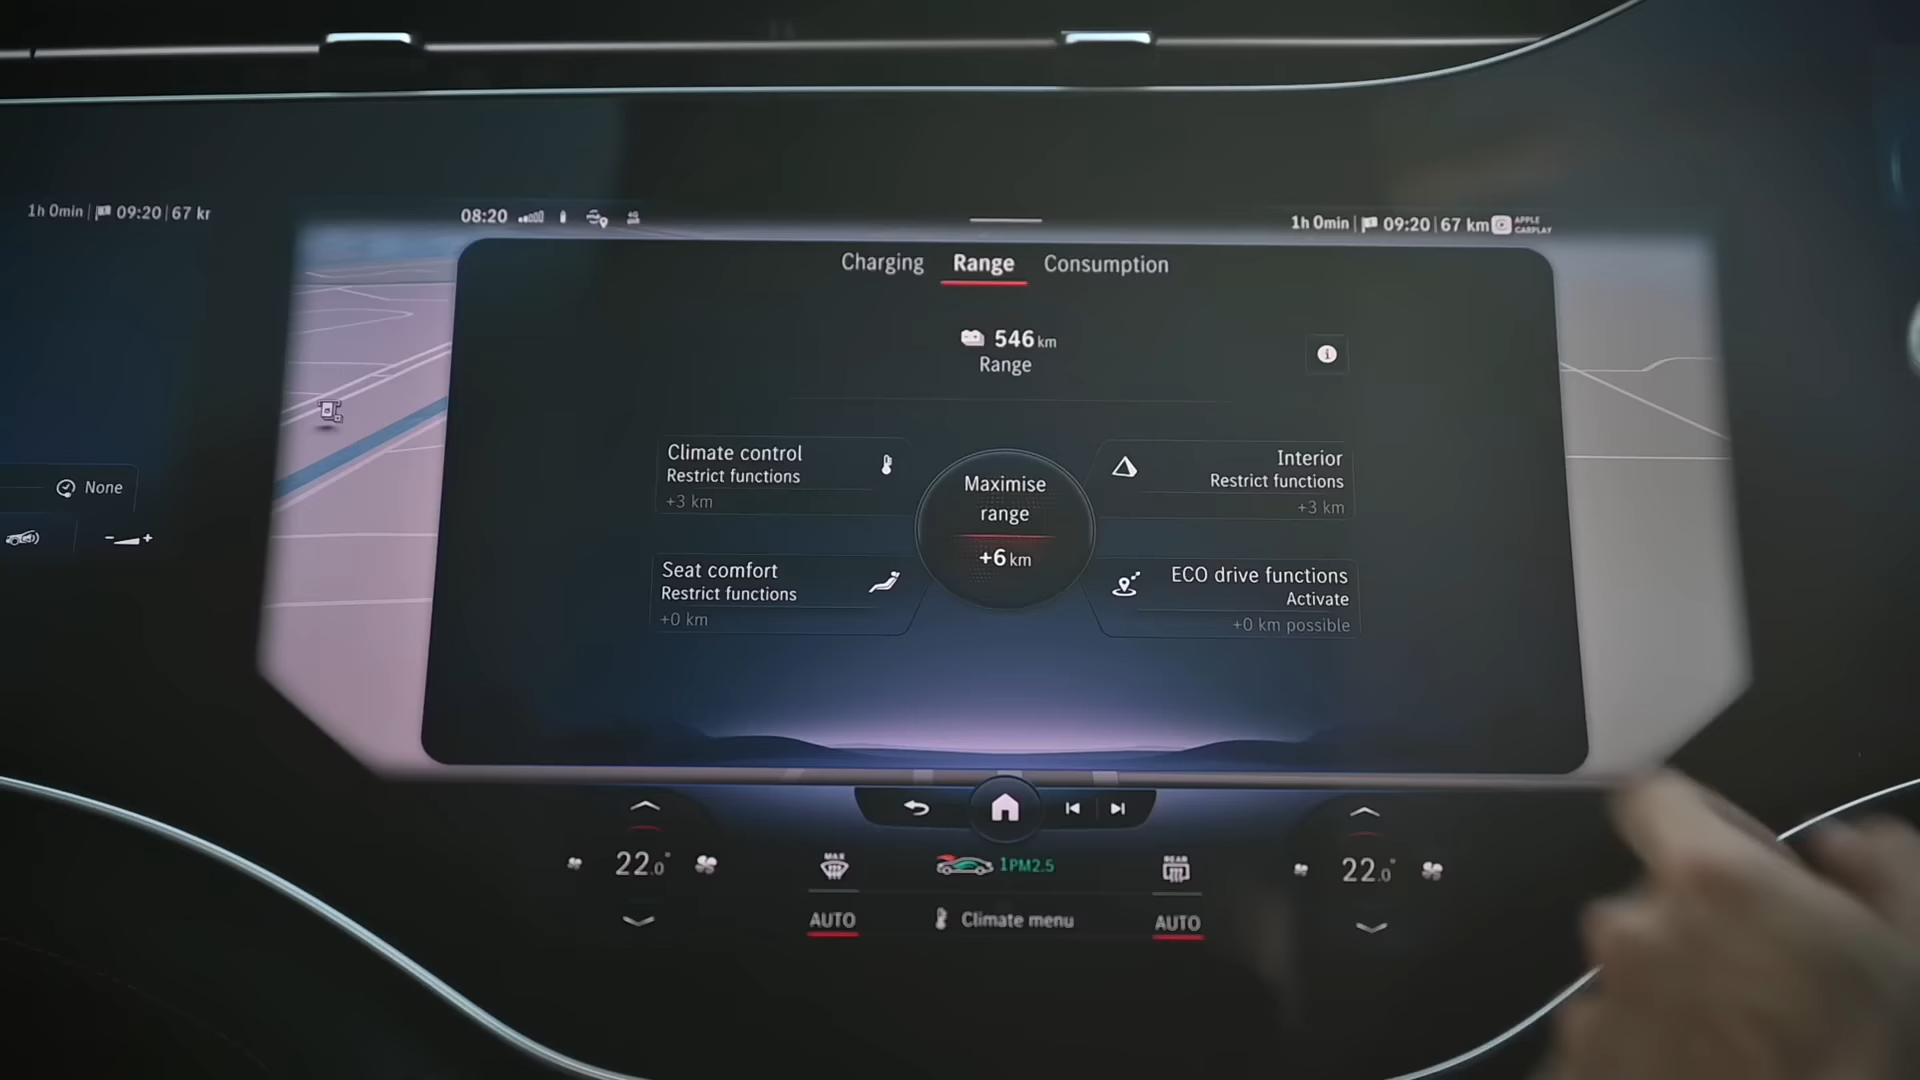 1h 0min | 09:20 | 67 kr
08:20
4G
1h 0min | 09:20 | 67 km APPLE CARPLAY
Charging Range Consumption
546 km
Range
Climate control
Restrict functions
+3 km
Maximise
range
+6 km
Interior
Restrict functions
+3 km
Seat comfort
Restrict functions
+0 km
ECO drive functions
Activate
+0 km possible
None
- +
22.0°
MAX
1PM2.5
REAR
22.0°
AUTO
Climate menu
AUTO